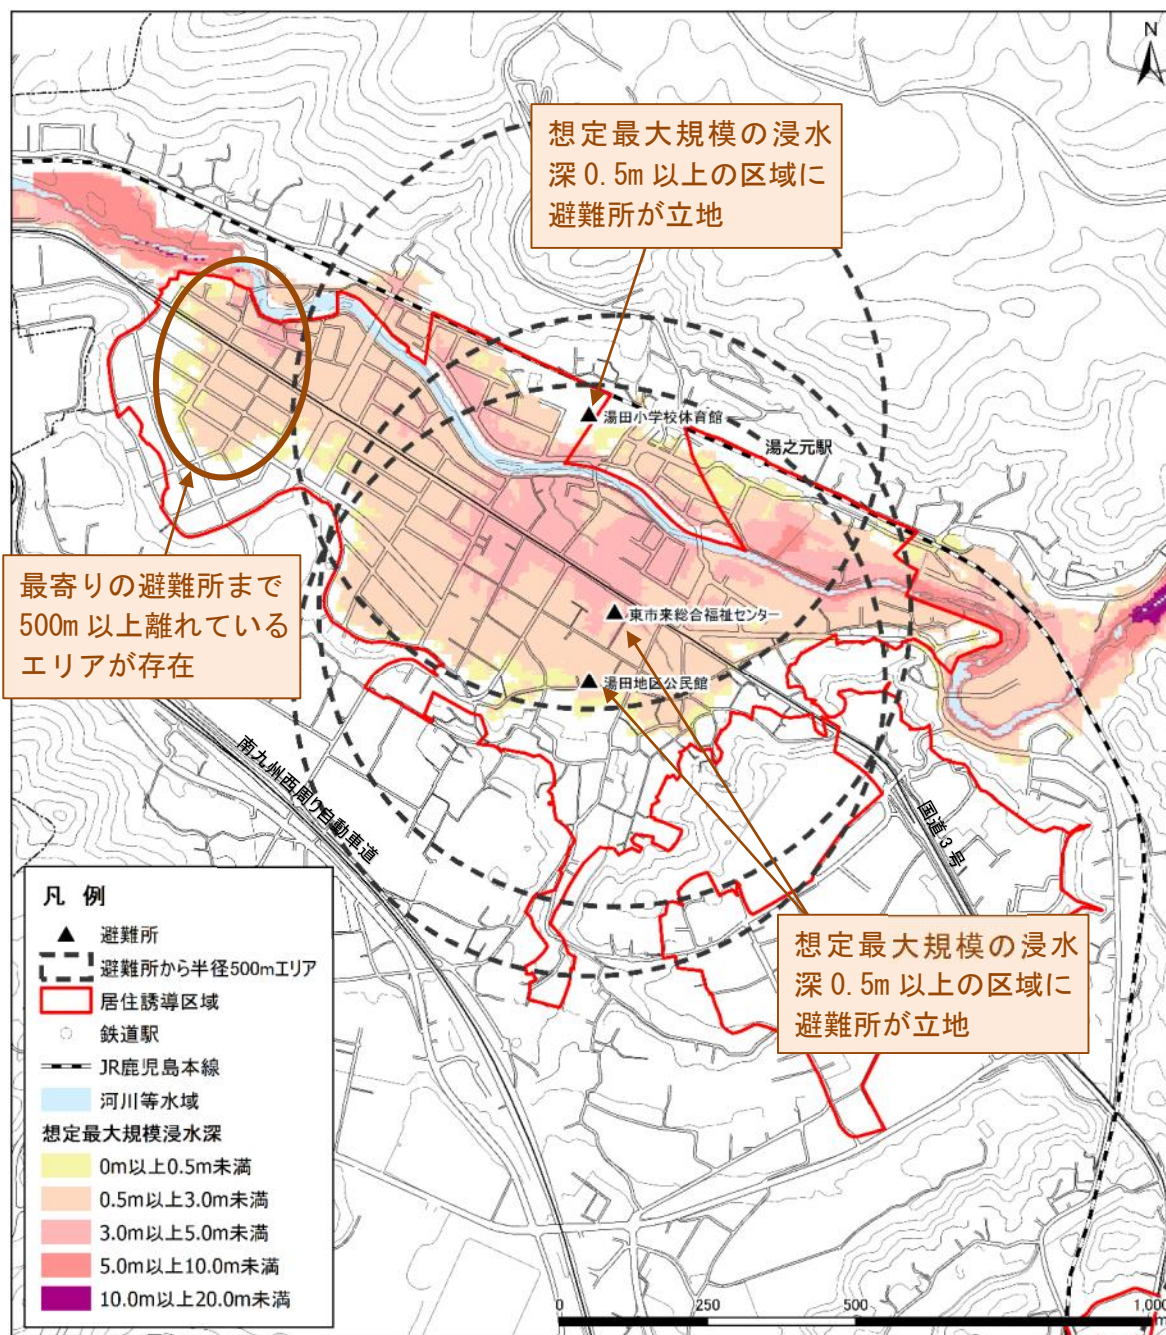 N
想定最大規模の浸水
深0.5m以上の区域に
避難所が立地
湯田小学校体育館
湯之元駅
最寄りの避難所まで
500m以上離れている
エリアが存在
東市来総合福祉センター
湯田地区公民館
南九州西周り自動車道
国道3号
想定最大規模の浸水
深0.5m以上の区域に
避難所が立地
凡 例
避難所
避難所から半径500mエリア
居住誘導区域
鉄道駅
JR鹿児島本線
河川等水域
想定最大規模浸水深
0m以上0.5m未満
0.5m以上3.0m未満
3.0m以上5.0m未満
5.0m以上10.0m未満
10.0m以上20.0m未満
0 250 500 1,000
m